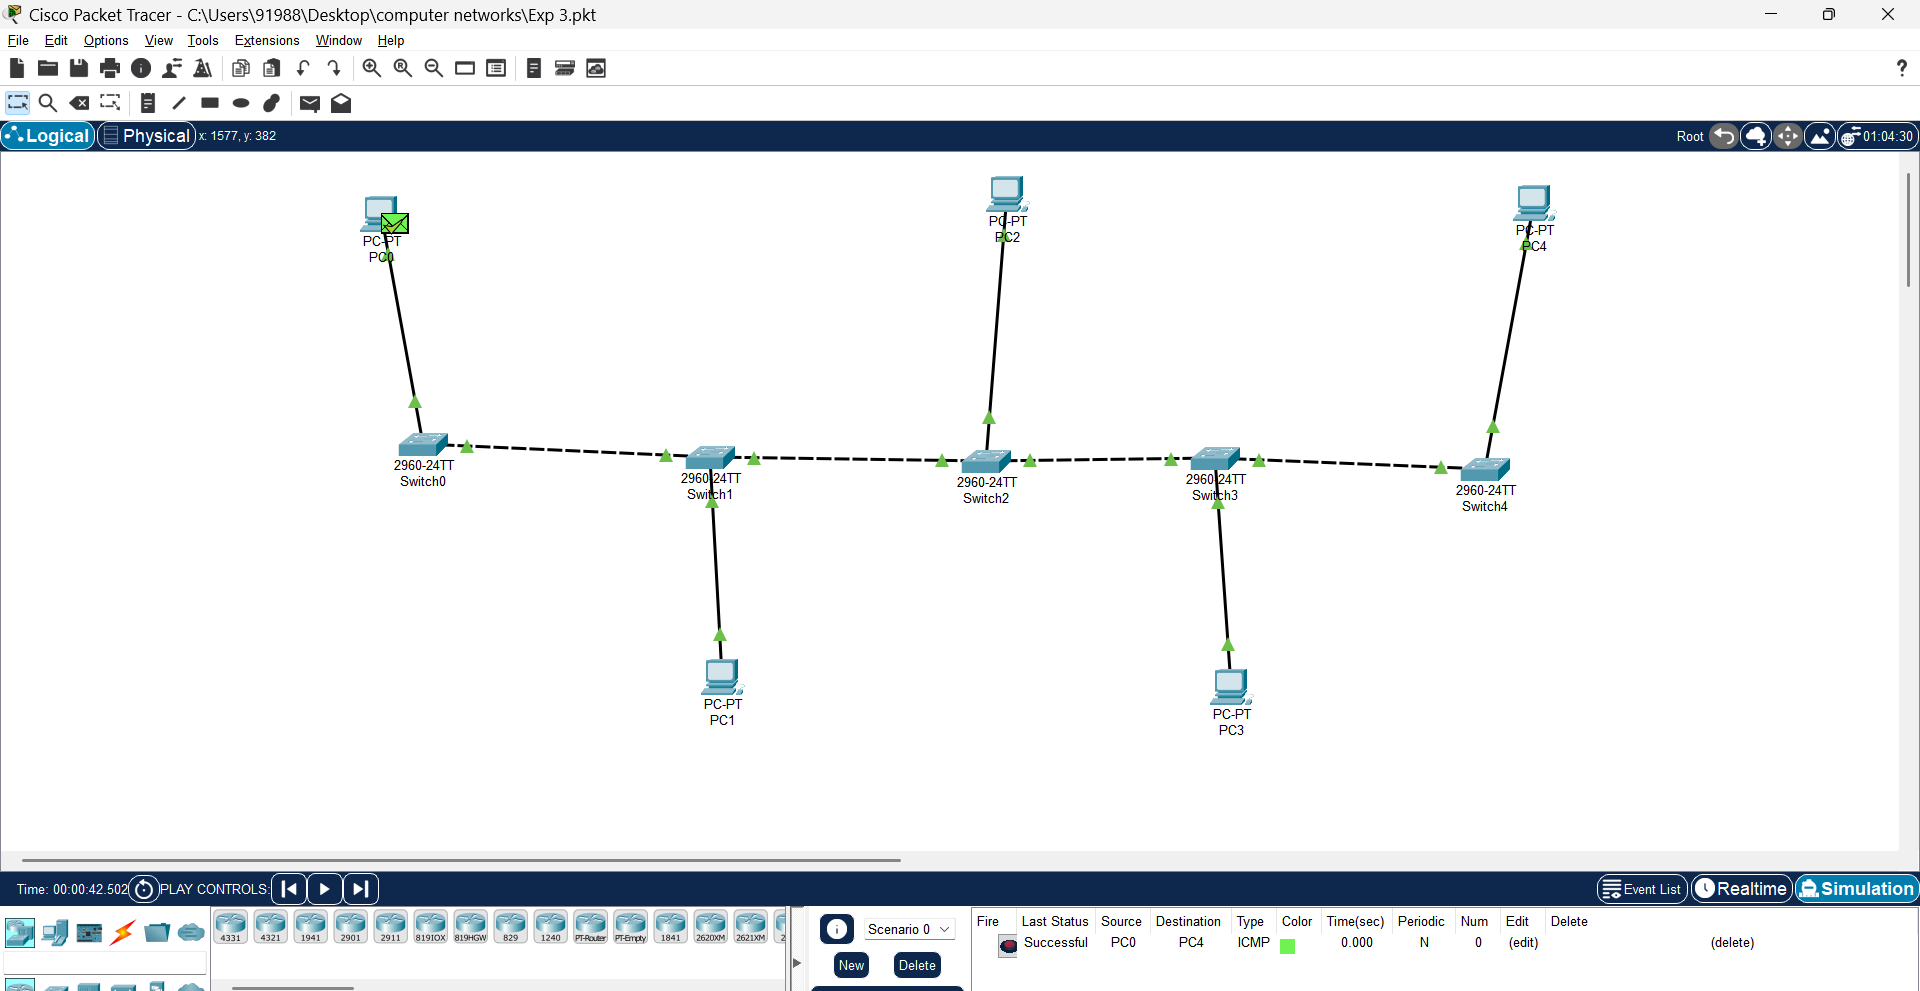 Cisco Packet Tracer - C:\Users\91988\Desktop\computer networks\Exp 3.pkt
File Edit Options View Tools Extensions Window Help
?
Logical Physical x: 1577, y: 382 Root 01:04:30
PC-PT
PC0
PC-PT
PC2
PC-PT
PC4
2960-24TT
Switch0
2960-24TT
Switch1
2960-24TT
Switch2
2960-24TT
Switch3
2960-24TT
Switch4
PC-PT
PC1
PC-PT
PC3
Time: 00:00:42.502 PLAY CONTROLS: Event List Realtime Simulation
4331 4321 1941 2901 2911 819IOX 819HGW 829 1240 PT-Router PT-Empty 1841 2620XM 2621XM 2
Scenario 0
New Delete
Fire Last Status Source Destination Type Color Time(sec) Periodic Num Edit Delete
Successful PC0 PC4 ICMP 0.000 N 0 (edit) (delete)